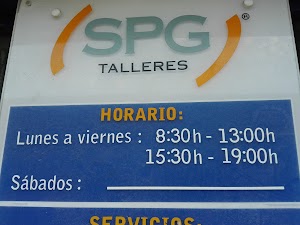 SPG ®
TALLERES
HORARIO:
Lunes a viernes : 8:30h - 13:00h
15:30h - 19:00h
Sábados :
SERVICIOS: